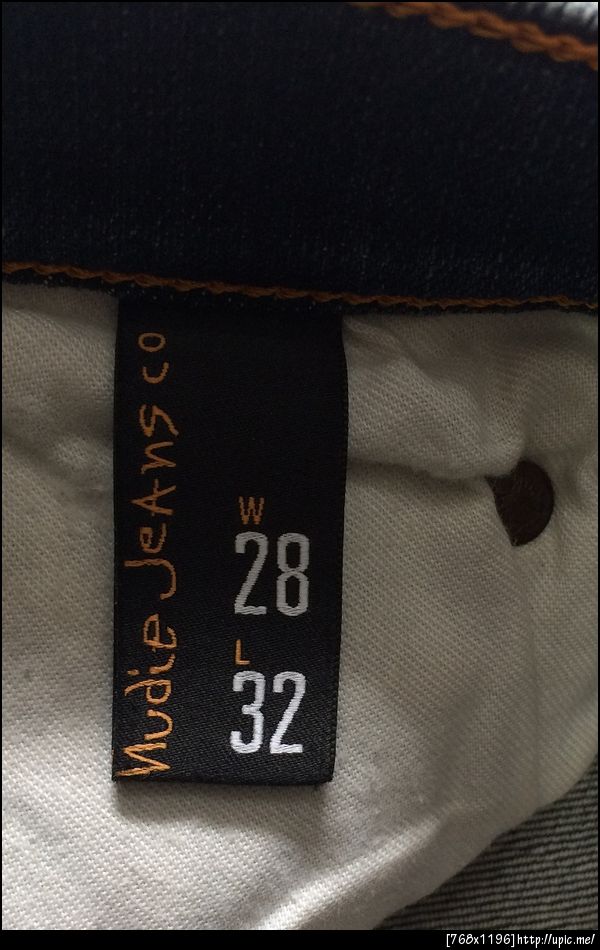 nudie Jeans co
W
28
L
32
[768x1196]http://upic.me/